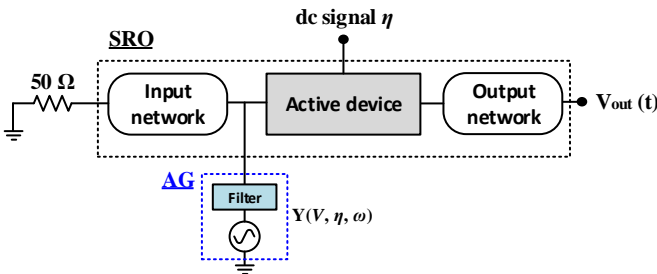 dc signal η
SRO
50 Ω
Input
network
Active device
Output
network
Vout (t)
AG
Filter
Y(V, η, ω)